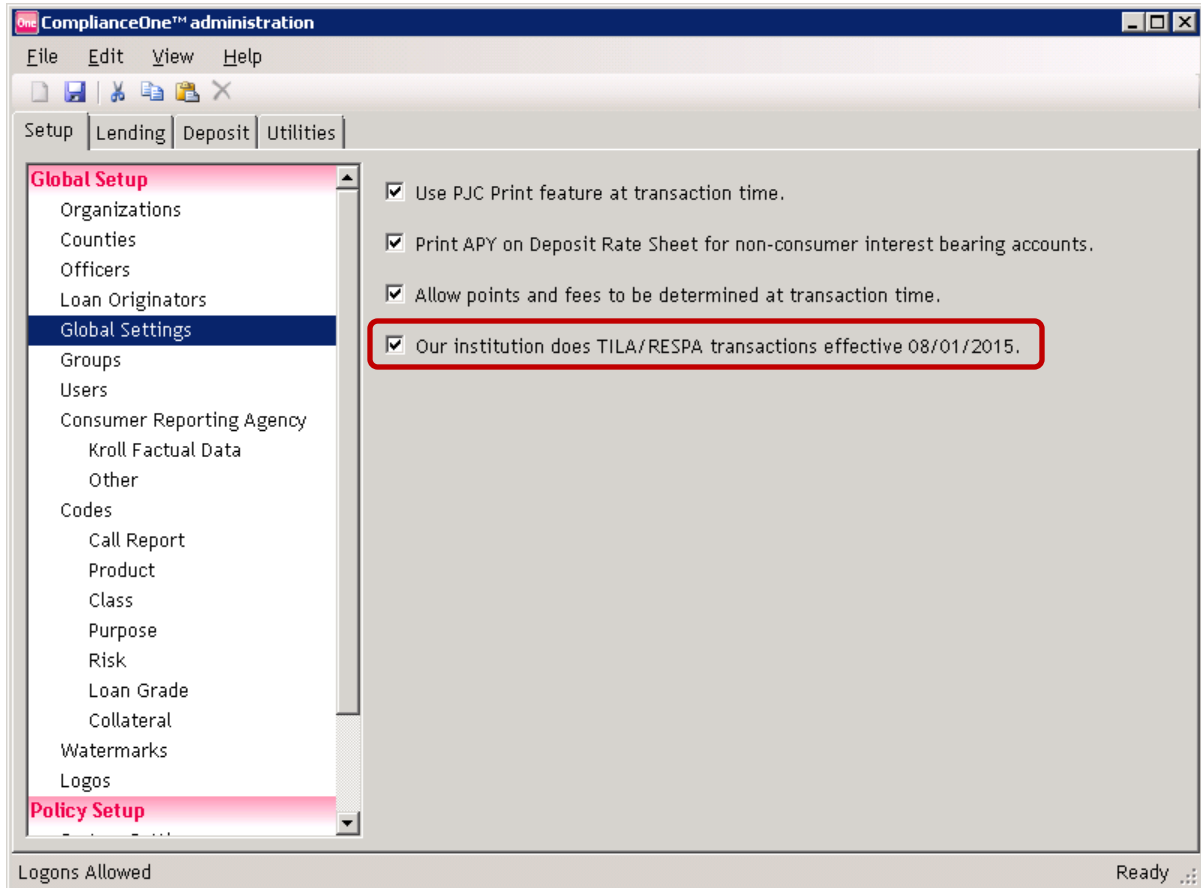 One ComplianceOne™ administration
File Edit View Help
Setup Lending Deposit Utilities
Global Setup
Organizations
Counties
Officers
Loan Originators
Global Settings
Groups
Users
Consumer Reporting Agency
Kroll Factual Data
Other
Codes
Call Report
Product
Class
Purpose
Risk
Loan Grade
Collateral
Watermarks
Logos
Policy Setup
Use PJC Print feature at transaction time.
Print APY on Deposit Rate Sheet for non-consumer interest bearing accounts.
Allow points and fees to be determined at transaction time.
Our institution does TILA/RESPA transactions effective 08/01/2015.
Logons Allowed
Ready